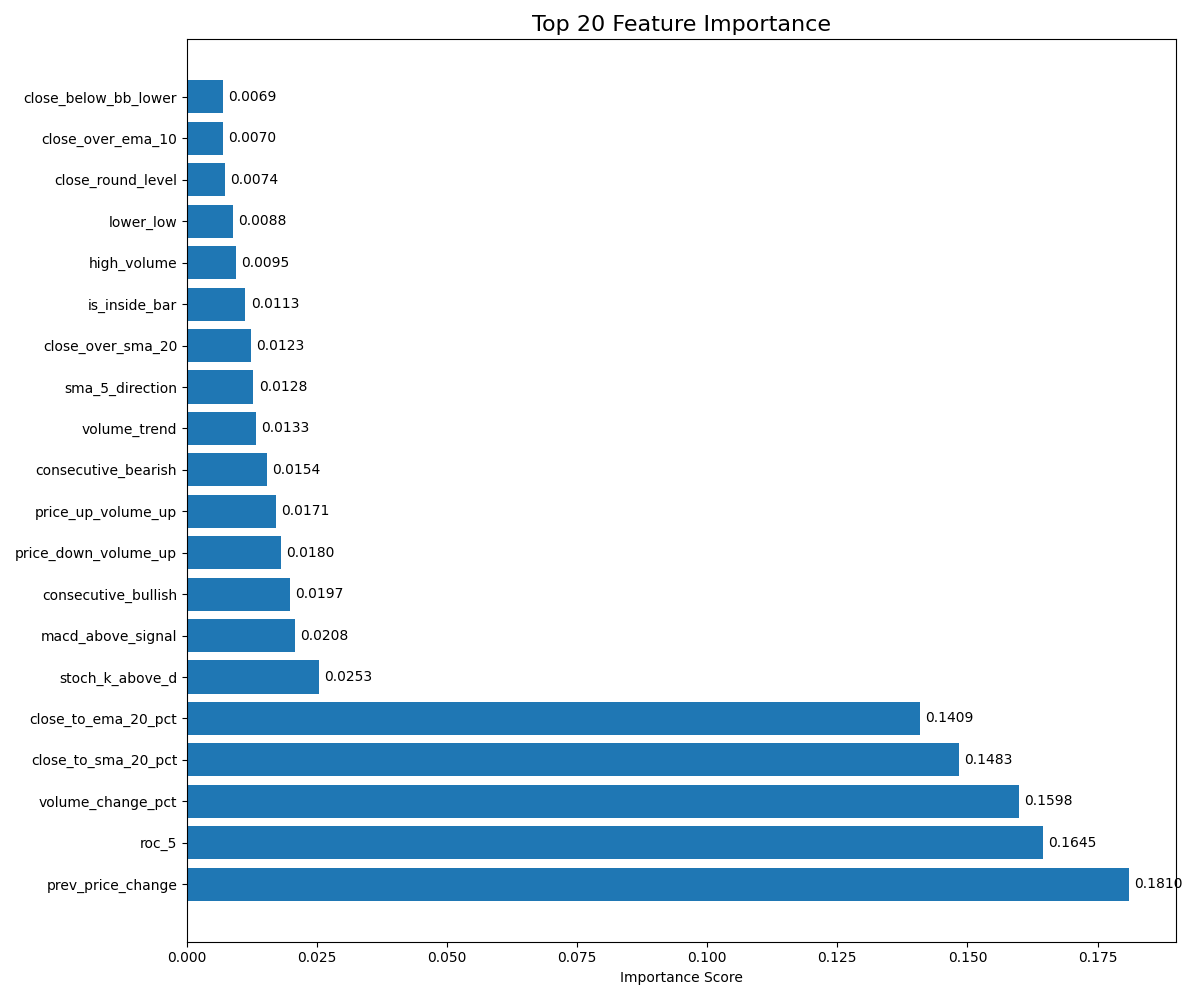 Top 20 Feature Importance
close_below_bb_lower 0.0069
close_over_ema_10 0.0070
close_round_level 0.0074
lower_low 0.0088
high_volume 0.0095
is_inside_bar 0.0113
close_over_sma_20 0.0123
sma_5_direction 0.0128
volume_trend 0.0133
consecutive_bearish 0.0154
price_up_volume_up 0.0171
price_down_volume_up 0.0180
consecutive_bullish 0.0197
macd_above_signal 0.0208
stoch_k_above_d 0.0253
close_to_ema_20_pct 0.1409
close_to_sma_20_pct 0.1483
volume_change_pct 0.1598
roc_5 0.1645
prev_price_change 0.1810
0.000 0.025 0.050 0.075 0.100 0.125 0.150 0.175
Importance Score